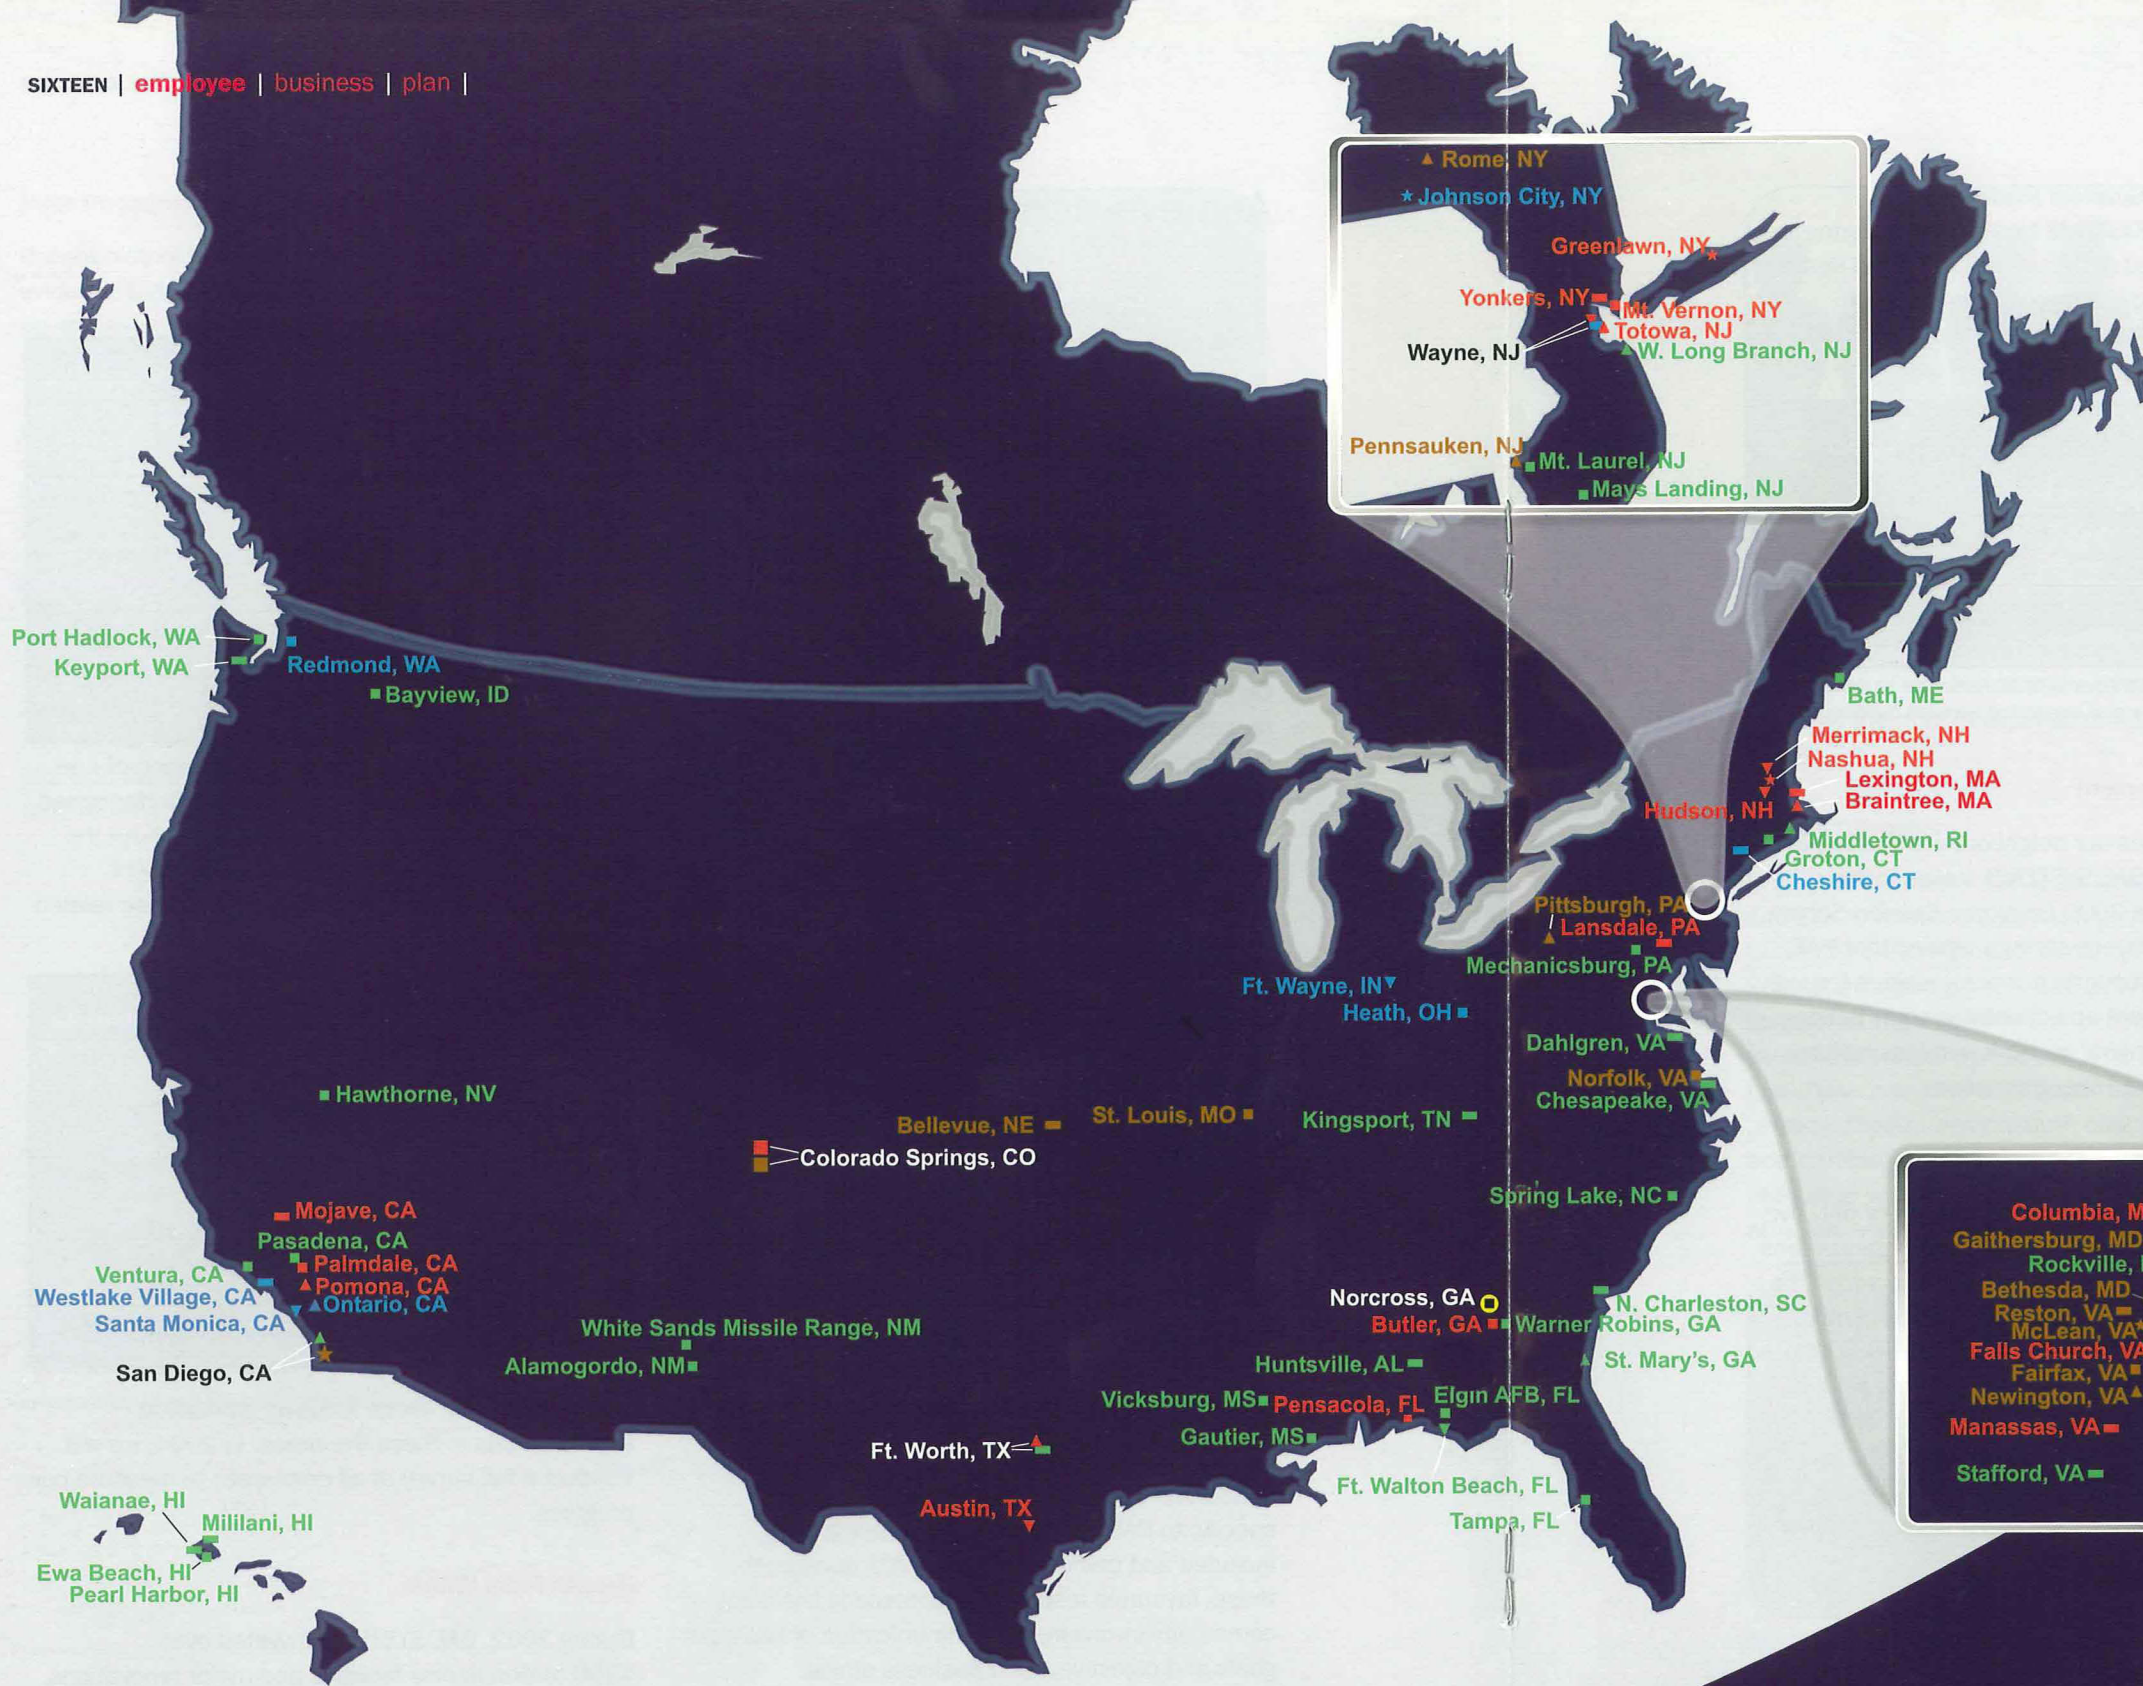 SIXTEEN | employee | business | plan |
Rome, NY
Johnson City, NY
Greenlawn, NY
Yonkers, NY
Mt. Vernon, NY
Totowa, NJ
Wayne, NJ
W. Long Branch, NJ
Pennsauken, NJ
Mt. Laurel, NJ
Mays Landing, NJ
Port Hadlock, WA
Keyport, WA
Redmond, WA
Bayview, ID
Bath, ME
Merrimack, NH
Nashua, NH
Lexington, MA
Braintree, MA
Hudson, NH
Middletown, RI
Groton, CT
Cheshire, CT
Pittsburgh, PA
Lansdale, PA
Mechanicsburg, PA
Ft. Wayne, IN
Heath, OH
Dahlgren, VA
Norfolk, VA
Chesapeake, VA
Hawthorne, NV
Bellevue, NE
St. Louis, MO
Kingsport, TN
Colorado Springs, CO
Spring Lake, NC
Mojave, CA
Pasadena, CA
Palmdale, CA
Ventura, CA
Pomona, CA
Westlake Village, CA
Ontario, CA
Santa Monica, CA
San Diego, CA
White Sands Missile Range, NM
Alamogordo, NM
Norcross, GA
N. Charleston, SC
Butler, GA
Warner Robins, GA
Huntsville, AL
St. Mary's, GA
Vicksburg, MS
Pensacola, FL
Elgin AFB, FL
Gautier, MS
Ft. Worth, TX
Ft. Walton Beach, FL
Austin, TX
Tampa, FL
Columbia, M
Gaithersburg, MD
Rockville,
Bethesda, MD
Reston, VA
McLean, VA
Falls Church, VA
Fairfax, VA
Newington, VA
Manassas, VA
Stafford, VA
Waianae, HI
Mililani, HI
Ewa Beach, HI
Pearl Harbor, HI